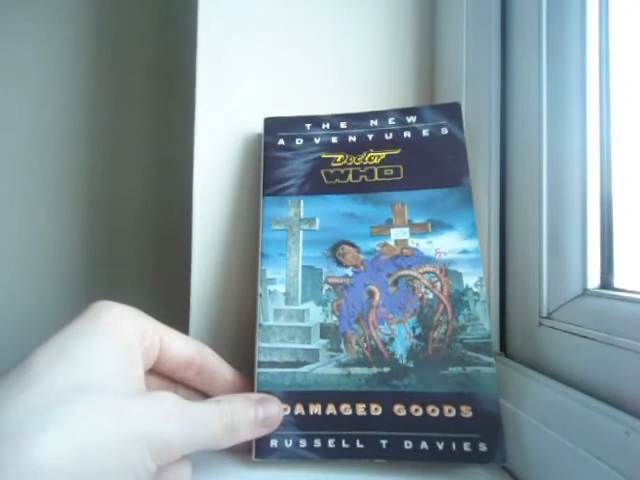 THE NEW
ADVENTURES
Doctor
WHO
DAMAGED GOODS
RUSSELL T DAVIES